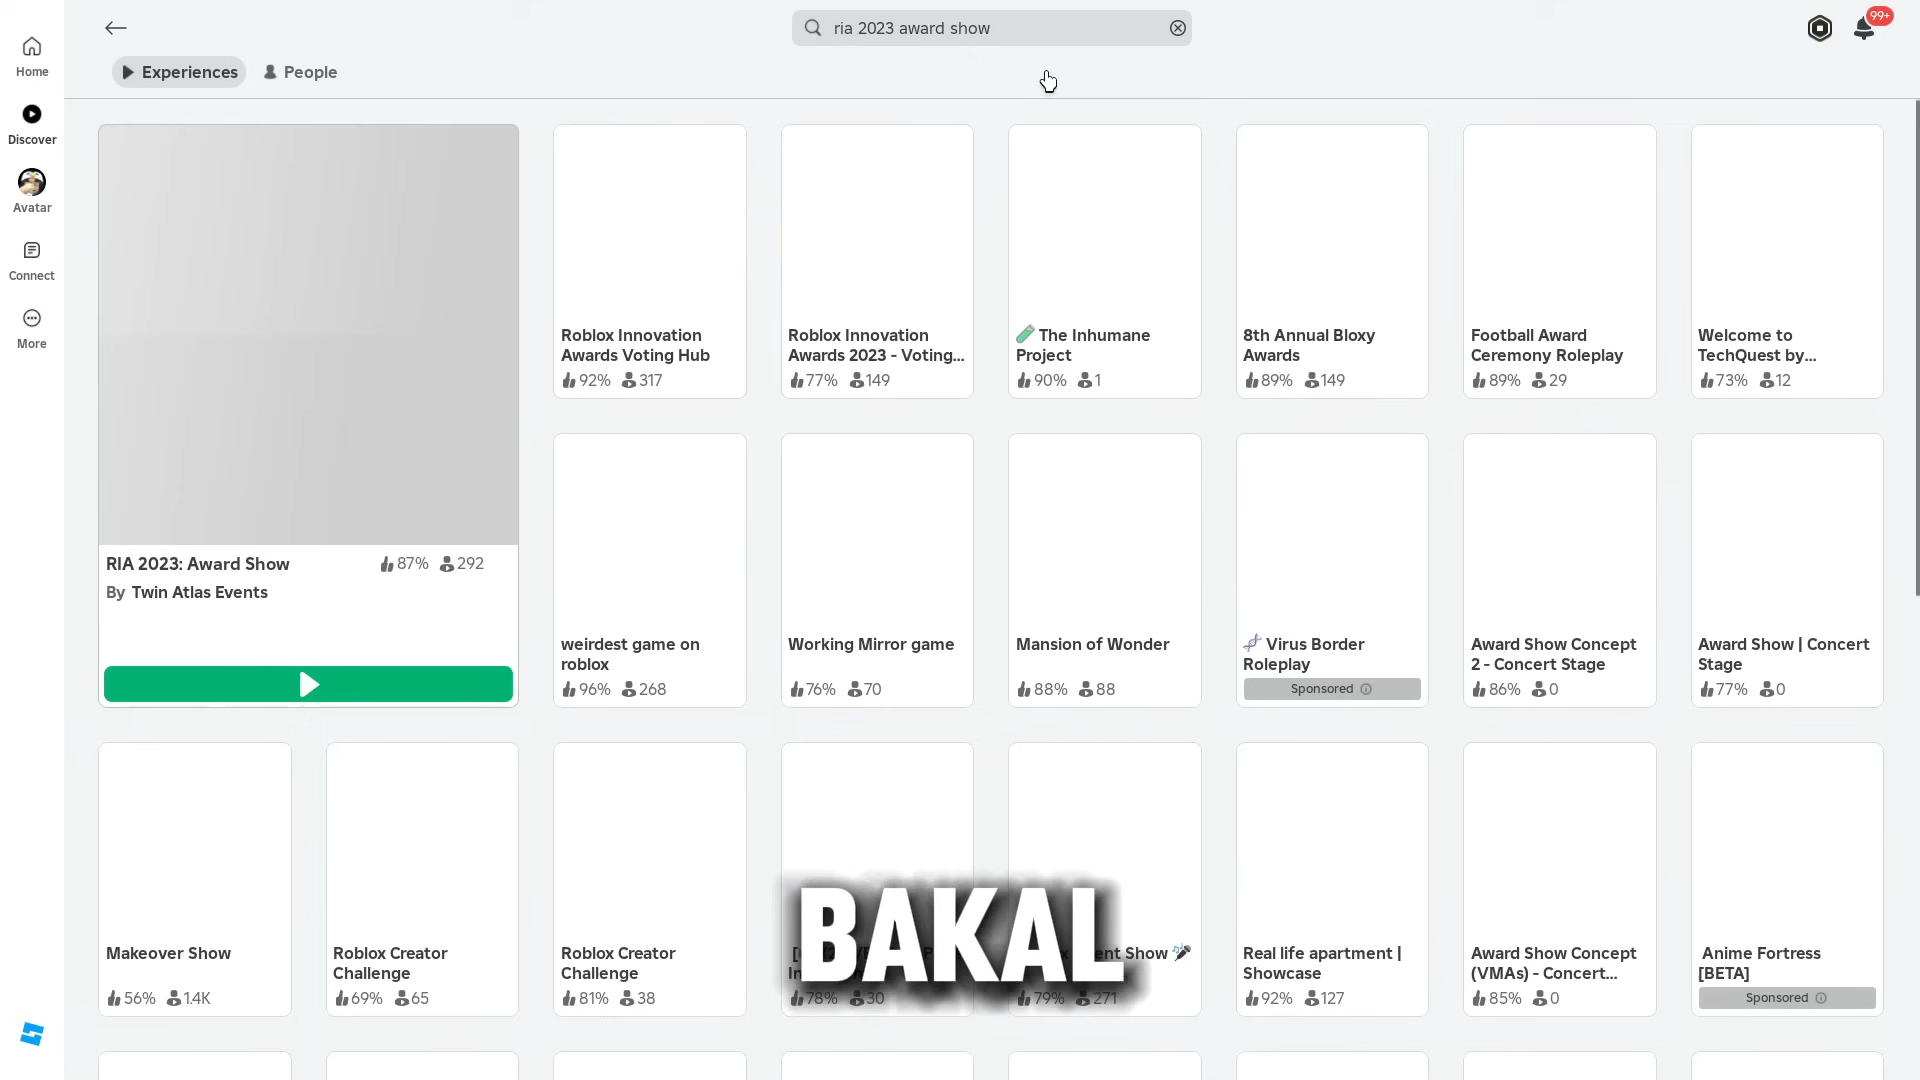 ria 2023 award show
99+
Home
Experiences
People
Discover
Avatar
Connect
More
RIA 2023: Award Show
87%
292
By Twin Atlas Events
Roblox Innovation
Awards Voting Hub
92%
317
Roblox Innovation
Awards 2023 - Voting...
77%
149
The Inhumane
Project
90%
1
8th Annual Bloxy
Awards
89%
149
Football Award
Ceremony Roleplay
89%
29
Welcome to
TechQuest by...
73%
12
weirdest game on
roblox
96%
268
Working Mirror game
76%
70
Mansion of Wonder
88%
88
Virus Border
Roleplay
Sponsored
Award Show Concept
2 - Concert Stage
86%
0
Award Show | Concert
Stage
77%
0
Makeover Show
56%
1.4K
Roblox Creator
Challenge
69%
65
Roblox Creator
Challenge
81%
38
78%
30
Show
79%
271
Real life apartment |
Showcase
92%
127
Award Show Concept
(VMAs) - Concert...
85%
0
Anime Fortress
[BETA]
Sponsored
BAKAL